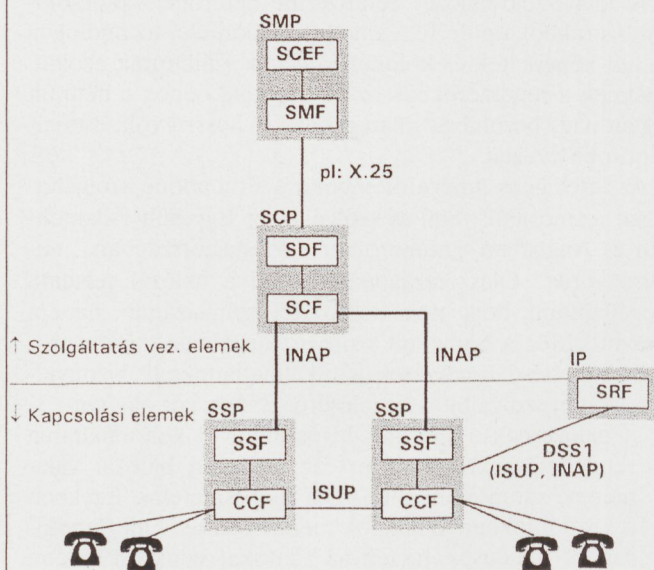 SMP
SCEF
SMF
pl: X.25
SCP
SDF
SCF
↑ Szolgáltatás vez. elemek
INAP
INAP
IP
SRF
↓ Kapcsolási elemek
SSP
SSP
SSF
SSF
DSS1
(ISUP, INAP)
CCF
ISUP
CCF